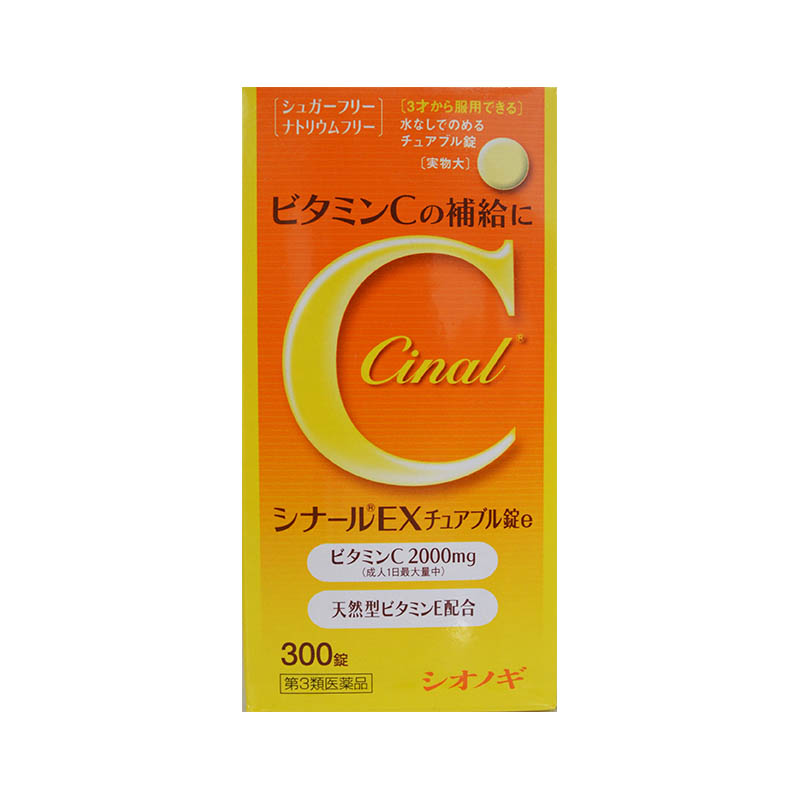 シュガーフリー
ナトリウムフリー
〔3才から服用できる〕
水なしでのめる
チュアブル錠
〔実物大〕
ビタミンCの補給に
C
Cinal®
シナール®EXチュアブル錠e
ビタミンC 2000mg
(成人1日最大量中)
天然型ビタミンE配合
300錠
第3類医薬品
シオノギ